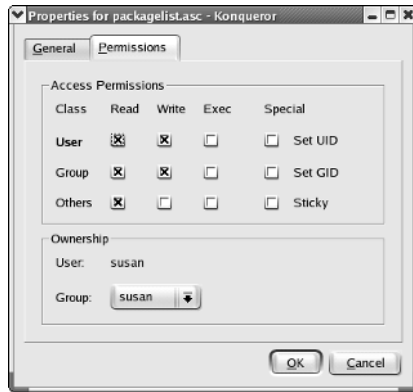 Properties for packagelist.asc - Konqueror
General Permissions
Access Permissions
Class Read Write Exec Special
User Set UID
Group Set GID
Others Sticky
Ownership
User: susan
Group: susan
OK Cancel